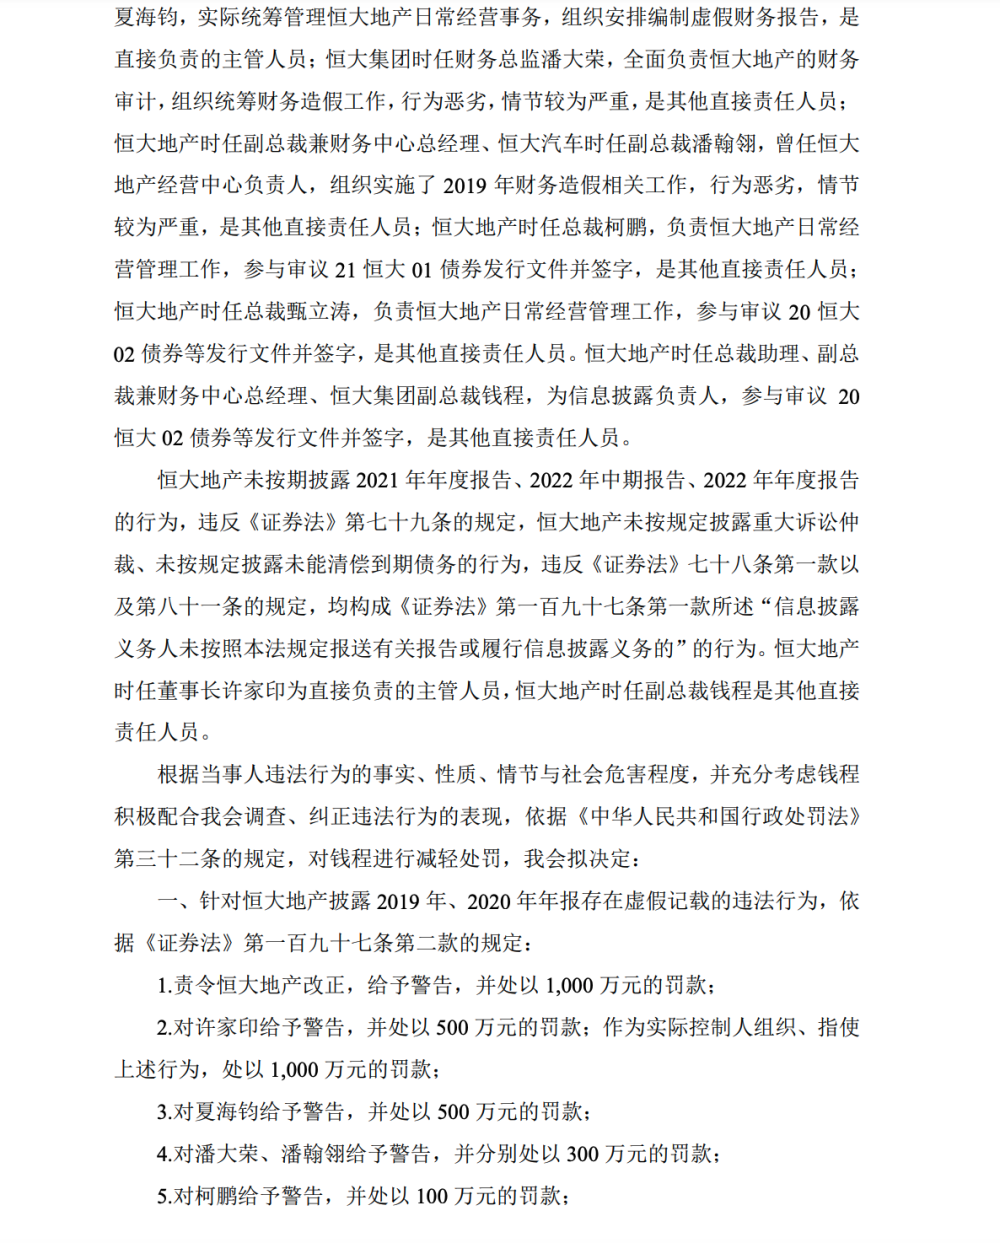 夏海钧，实际统筹管理恒大地产日常经营事务，组织安排编制虚假财务报告，是
直接负责的主管人员；恒大集团时任财务总监潘大荣，全面负责恒大地产的财务
审计，组织统筹财务造假工作，行为恶劣，情节较为严重，是其他直接责任人员；
恒大地产时任副总裁兼财务中心总经理、恒大汽车时任副总裁潘翰翎，曾任恒大
地产经营中心负责人，组织实施了 2019 年财务造假相关工作，行为恶劣，情节
较为严重，是其他直接责任人员；恒大地产时任总裁柯鹏，负责恒大地产日常经
营管理工作，参与审议 21 恒大 01 债券发行文件并签字，是其他直接责任人员；
恒大地产时任总裁甄立涛，负责恒大地产日常经营管理工作，参与审议 20 恒大
02 债券等发行文件并签字，是其他直接责任人员。恒大地产时任总裁助理、副总
裁兼财务中心总经理、恒大集团副总裁钱程，为信息披露负责人，参与审议 20
恒大 02 债券等发行文件并签字，是其他直接责任人员。
恒大地产未按期披露 2021 年年度报告、2022 年中期报告、2022 年年度报告
的行为，违反《证券法》第七十九条的规定，恒大地产未按规定披露重大诉讼仲
裁、未按规定披露未能清偿到期债务的行为，违反《证券法》七十八条第一款以
及第八十一条的规定，均构成《证券法》第一百九十七条第一款所述“信息披露
义务人未按照本法规定报送有关报告或履行信息披露义务的”的行为。恒大地产
时任董事长许家印为直接负责的主管人员，恒大地产时任副总裁钱程是其他直接
责任人员。
根据当事人违法行为的事实、性质、情节与社会危害程度，并充分考虑钱程
积极配合我会调查、纠正违法行为的表现，依据《中华人民共和国行政处罚法》
第三十二条的规定，对钱程进行减轻处罚，我会拟决定：
一、针对恒大地产披露 2019 年、2020 年年报存在虚假记载的违法行为，依
据《证券法》第一百九十七条第二款的规定：
1.责令恒大地产改正，给予警告，并处以 1,000 万元的罚款；
2.对许家印给予警告，并处以 500 万元的罚款；作为实际控制人组织、指使
上述行为，处以 1,000 万元的罚款；
3.对夏海钧给予警告，并处以 500 万元的罚款；
4.对潘大荣、潘翰翎给予警告，并分别处以 300 万元的罚款；
5.对柯鹏给予警告，并处以 100 万元的罚款；